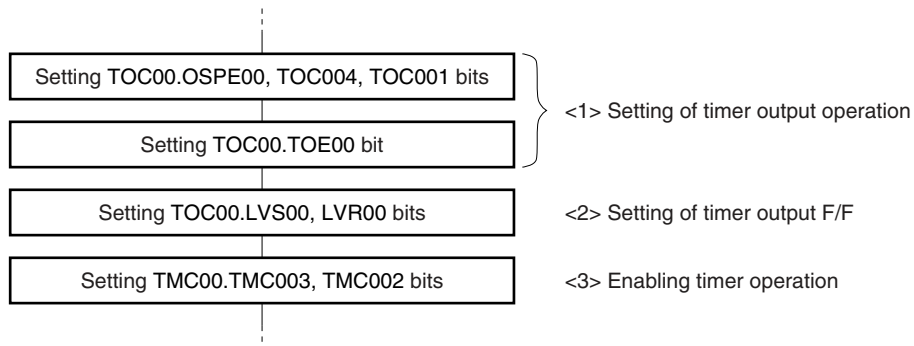 Setting TOC00.OSPE00, TOC004, TOC001 bits
<1> Setting of timer output operation
Setting TOC00.TOE00 bit
Setting TOC00.LVS00, LVR00 bits
<2> Setting of timer output F/F
Setting TMC00.TMC003, TMC002 bits
<3> Enabling timer operation